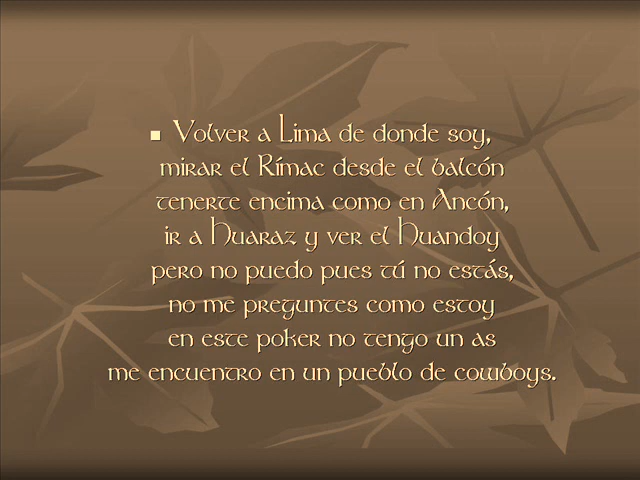 ▪ Volver a Lima de donde soy,
mirar el Rímac desde el balcón
tenerte encima como en Ancón,
ir a Huaraz y ver el Huandoy
pero no puedo pues tú no estás,
no me preguntes como estoy
en este poker no tengo un as
me encuentro en un pueblo de cowboys.